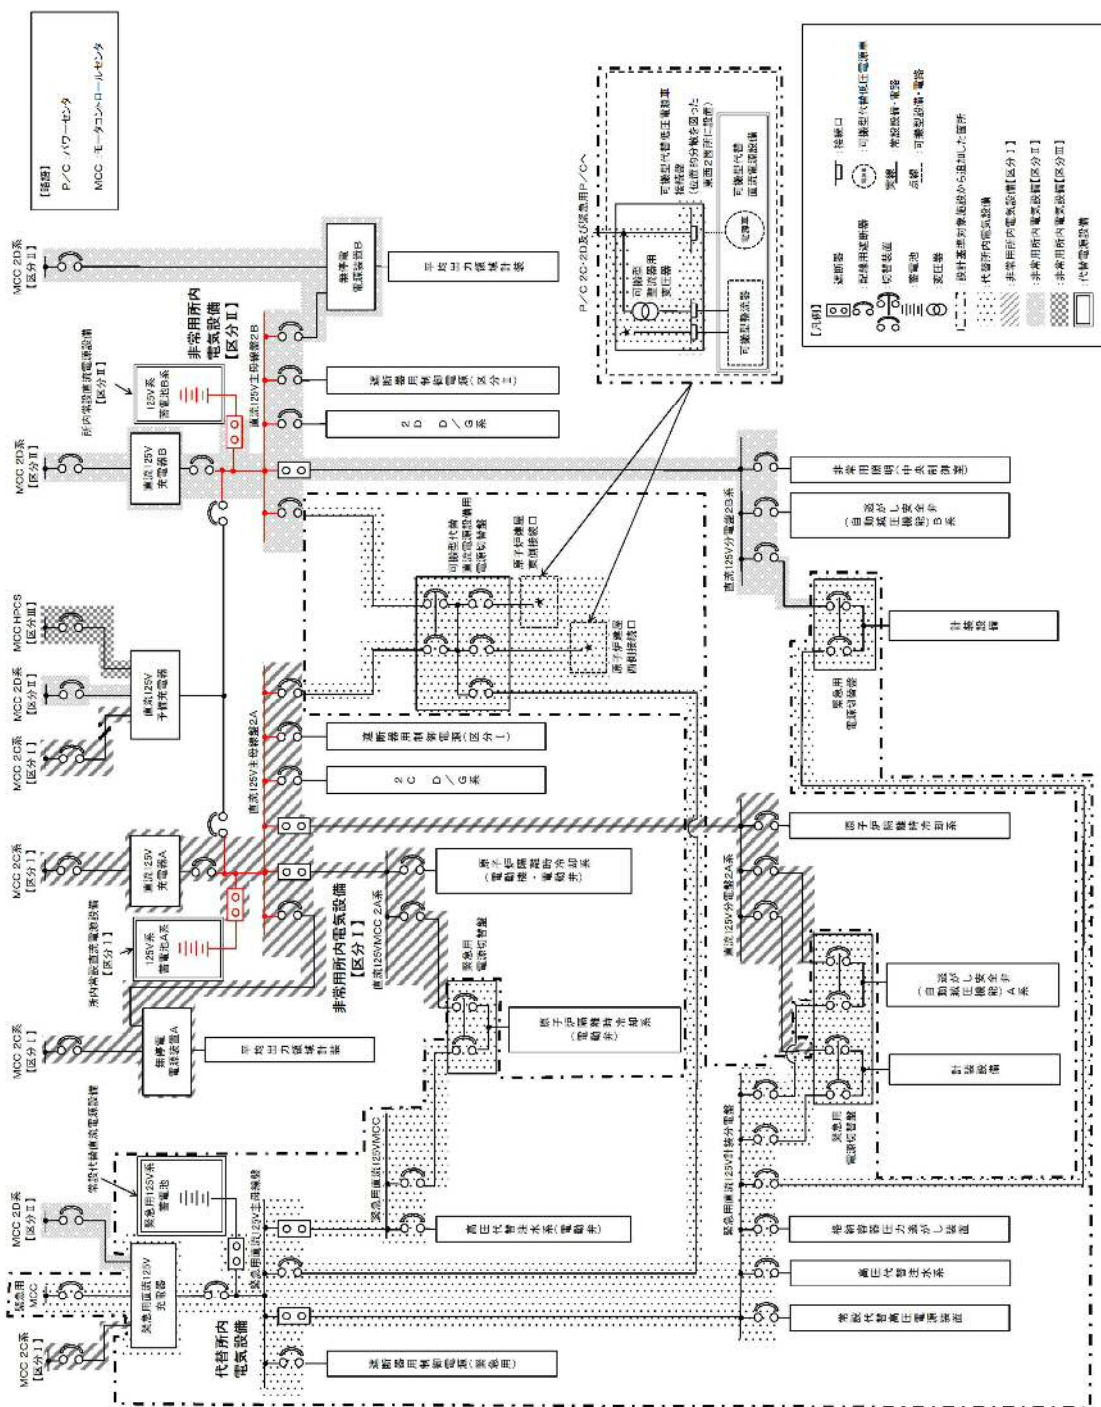 【略語】
P/C :パワーセンタ
MCC :モータコントロールセンタ
MCC 2C系
【区分Ⅰ】
緊急用
MCC
MCC 2D系
【区分Ⅱ】
緊急用直流125V
充電器
常設代替直流電源設備
緊急用125V系
蓄電池
代替所内
電気設備
緊急用直流125V主母線盤
遮断器用制御電源(緊急用)
緊急用直流125VMCC
高圧代替注水系(電動弁)
緊急用直流125V計装分電盤
常設代替高圧電源装置
高圧代替注水系
格納容器圧力逃がし装置
MCC 2C系
【区分Ⅰ】
無停電
電源装置A
平均出力領域計装
所内常設直流電源設備
【区分Ⅰ】
125V系
蓄電池A系
MCC 2C系
【区分Ⅰ】
直流125V
充電器A
非常用所内電気設備
【区分Ⅰ】
直流125V主母線盤2A
2C D/G系
遮断器用制御電源(区分Ⅰ)
直流125VMCC 2A系
原子炉隔離時冷却系
(電動機・電動弁)
緊急用
電源切替盤
原子炉隔離時冷却系
(電動弁)
直流125V分電盤2A系
原子炉隔離時冷却系
逃がし安全弁
(自動減圧機能)A系
計装設備
緊急用
電源切替盤
MCC 2C系
【区分Ⅰ】
MCC 2D系
【区分Ⅱ】
MCC HPCS
【区分Ⅲ】
直流125V
予備充電器
MCC 2D系
【区分Ⅱ】
直流125V
充電器B
所内常設直流電源設備
【区分Ⅱ】
125V系
蓄電池B系
非常用所内
電気設備
【区分Ⅱ】
直流125V主母線盤2B
MCC 2D系
【区分Ⅱ】
無停電
電源装置B
平均出力領域計装
遮断器用制御電源(区分Ⅱ)
2D D/G系
可搬型代替
直流電源設備用
電源切替盤
原子炉建屋
東側接続口
原子炉建屋
西側接続口
直流125V分電盤2B系
非常用照明(中央制御室)
逃がし安全弁
(自動減圧機能)B系
緊急用
電源切替盤
計装設備
P/C 2C・2D及び緊急用P/Cへ
可搬型代替低圧電源車
接続盤
(位置的分散を図った
東西2箇所に設置)
可搬型
整流器用
変圧器
可搬型整流器
電源車
可搬型代替
直流電源設備
【凡例】
:遮断器
:配線用遮断器
:切替装置
:蓄電池
:変圧器
:接続口
:可搬型代替低圧電源車
実線 :常設設備・電路
点線 :可搬型設備・電路
:設計基準対象施設から追加した箇所
:代替所内電気設備
:非常用所内電気設備【区分Ⅰ】
:非常用所内電気設備【区分Ⅱ】
:非常用所内電気設備【区分Ⅲ】
:代替電源設備